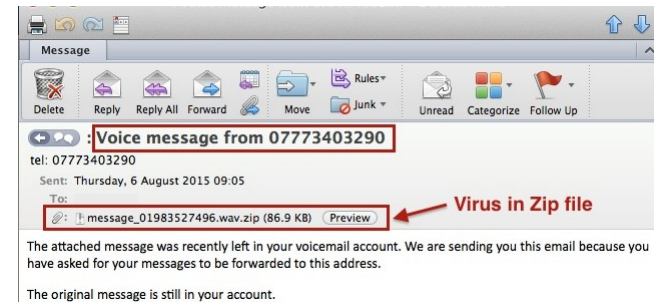 Message
Rules
Junk
Delete Reply Reply All Forward Move Unread Categorize Follow Up
: Voice message from 07773403290
tel: 07773403290
Sent: Thursday, 6 August 2015 09:05
To:
: message_01983527496.wav.zip (86.9 KB) Preview
Virus in Zip file
The attached message was recently left in your voicemail account. We are sending you this email because you
have asked for your messages to be forwarded to this address.
The original message is still in your account.